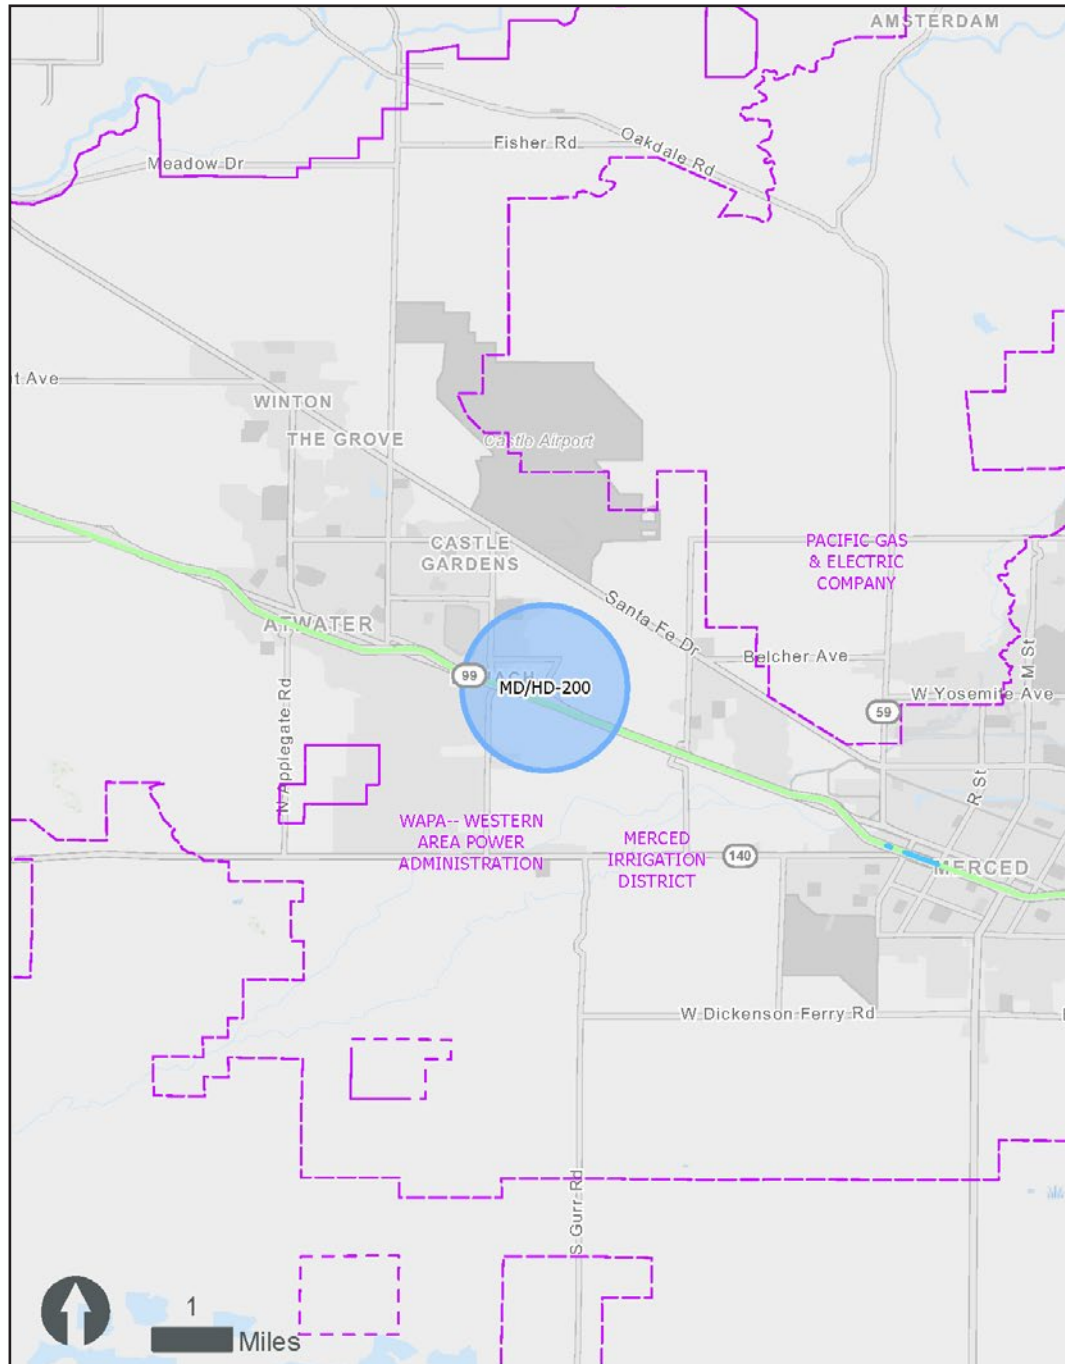 AMSTERDAM
Fisher Rd
Oakdale Rd
Meadow Dr
t Ave
WINTON
THE GROVE
Castle Airport
CASTLE
GARDENS
PACIFIC GAS
& ELECTRIC
COMPANY
ATWATER
Santa Fe Dr
Belcher Ave
M St
99
MD/HD-200
W Yosemite Ave
59
N Applegate Rd
R St
WAPA-- WESTERN
AREA POWER
ADMINISTRATION
MERCED
IRRIGATION
DISTRICT
140
MERCED
W Dickenson Ferry Rd
S Gurr Rd
1
Miles